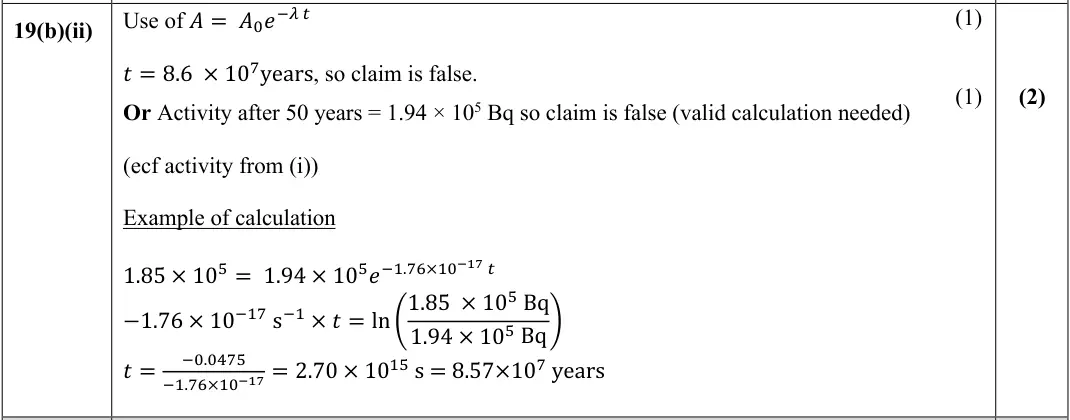 19(b)(ii)
Use of 𝐴 = 𝐴₀𝑒^(−𝜆 𝑡) (1)
𝑡 = 8.6 × 10⁷years, so claim is false.
Or Activity after 50 years = 1.94 × 10⁵ Bq so claim is false (valid calculation needed) (1) (2)
(ecf activity from (i))
Example of calculation
1.85 × 10⁵ = 1.94 × 10⁵𝑒^(−1.76×10⁻¹⁷ 𝑡)
−1.76 × 10⁻¹⁷ s⁻¹ × 𝑡 = ln (1.85 × 10⁵ Bq / 1.94 × 10⁵ Bq)
𝑡 = −0.0475 / −1.76×10⁻¹⁷ = 2.70 × 10¹⁵ s = 8.57×10⁷ years